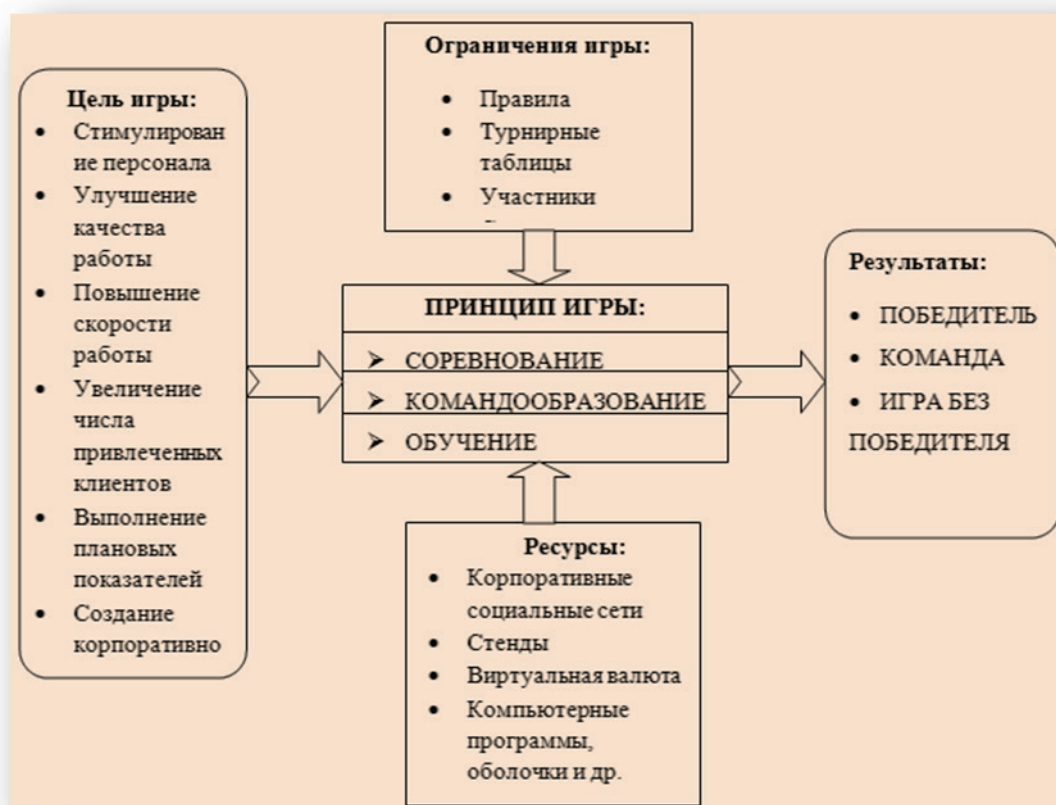 Цель игры:
• Стимулирован
ие персонала
• Улучшение
качества
работы
• Повышение
скорости
работы
• Увеличение
числа
привлеченных
клиентов
• Выполнение
плановых
показателей
• Создание
корпоративно
Ограничения игры:
• Правила
• Турнирные
таблицы
• Участники
ПРИНЦИП ИГРЫ:
➤ СОРЕВНОВАНИЕ
➤ КОМАНДООБРАЗОВАНИЕ
➤ ОБУЧЕНИЕ
Ресурсы:
• Корпоративные
социальные сети
• Стенды
• Виртуальная валюта
• Компьютерные
программы,
оболочки и др.
Результаты:
• ПОБЕДИТЕЛЬ
• КОМАНДА
• ИГРА БЕЗ
ПОБЕДИТЕЛЯ